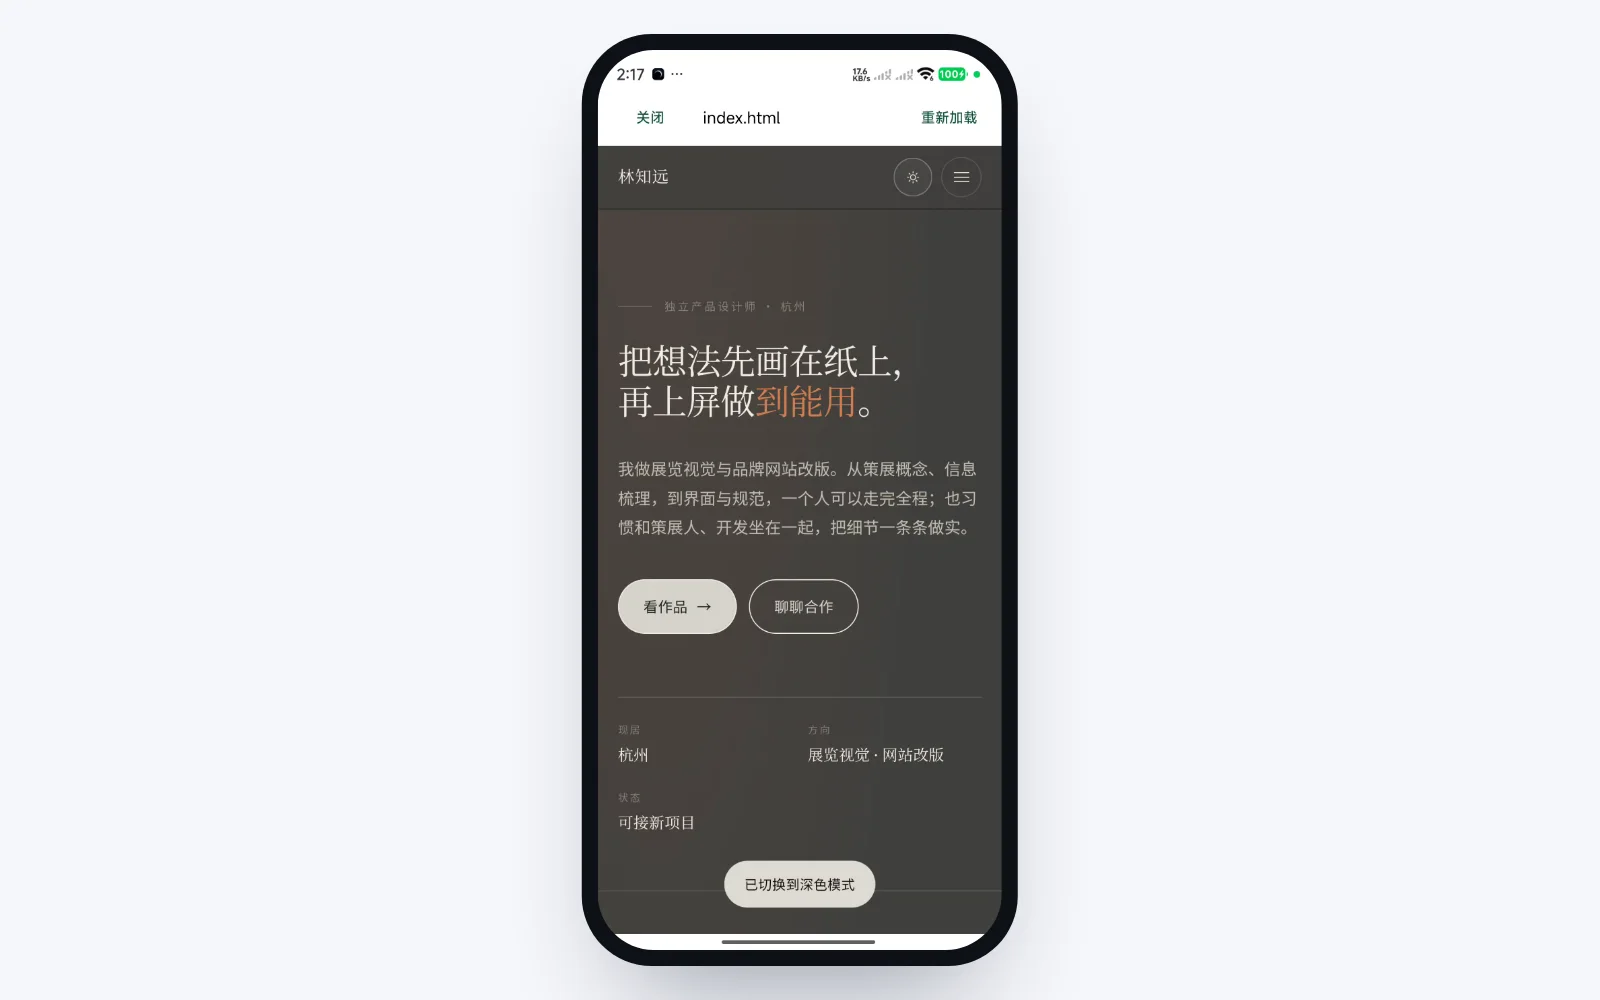 2:17 ··· 17.6 KB/s 6 100
关闭 index.html 重新加载
林知远
独立产品设计师 · 杭州
把想法先画在纸上，
再上屏做到能用。
我做展览视觉与品牌网站改版。从策展概念、信息
梳理，到界面与规范，一个人可以走完全程；也习
惯和策展人、开发坐在一起，把细节一条条做实。
看作品 → 聊聊合作
现居 方向
杭州 展览视觉 · 网站改版
状态
可接新项目
已切换到深色模式